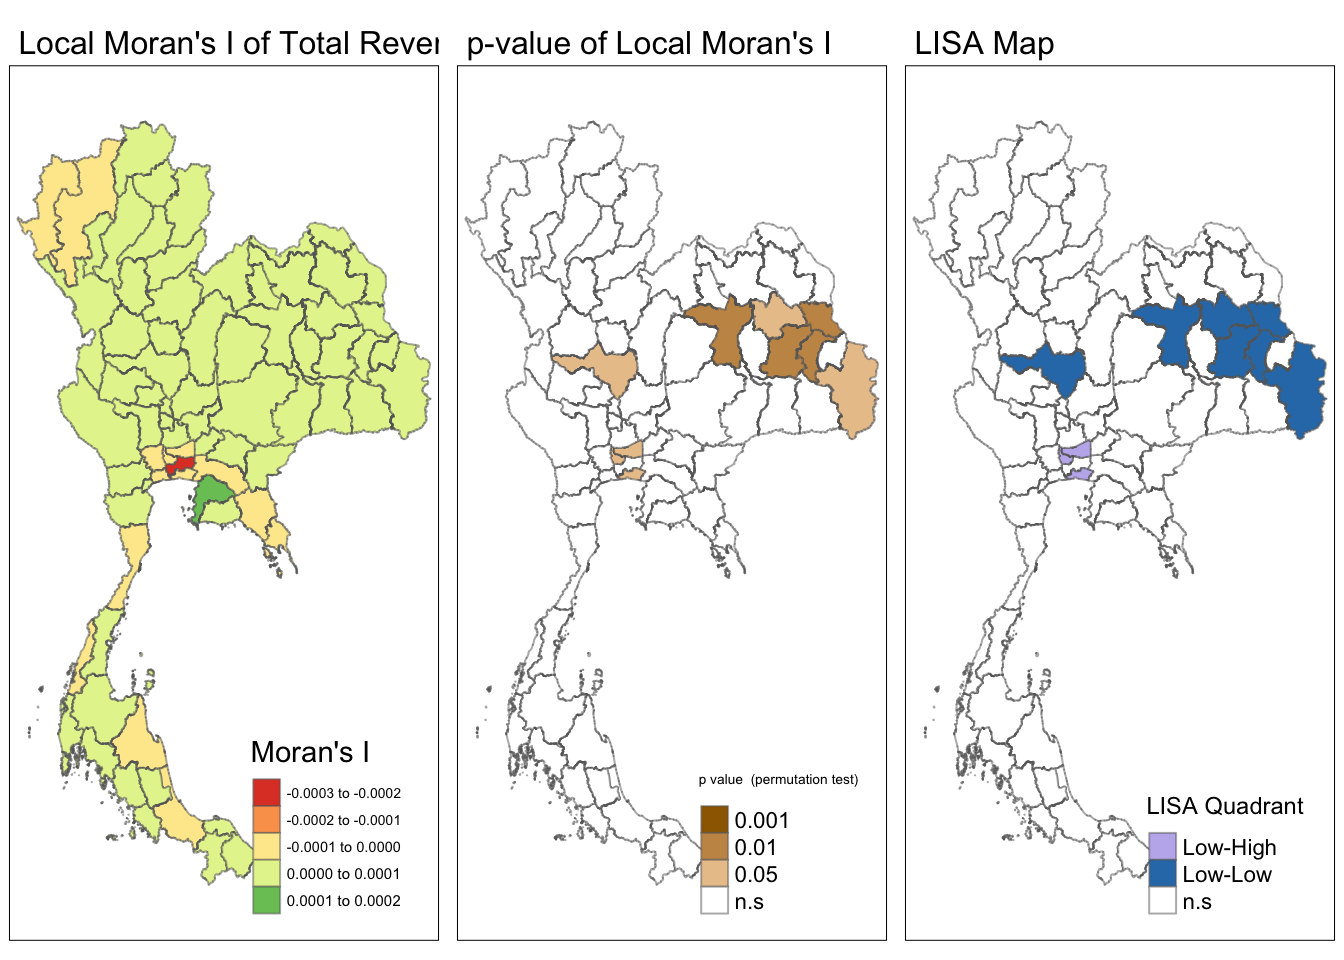 Local Moran's I of Total Rever
Moran's I
-0.0003 to -0.0002
-0.0002 to -0.0001
-0.0001 to 0.0000
0.0000 to 0.0001
0.0001 to 0.0002
p-value of Local Moran's I
p value (permutation test)
0.001
0.01
0.05
n.s
LISA Map
LISA Quadrant
Low-High
Low-Low
n.s